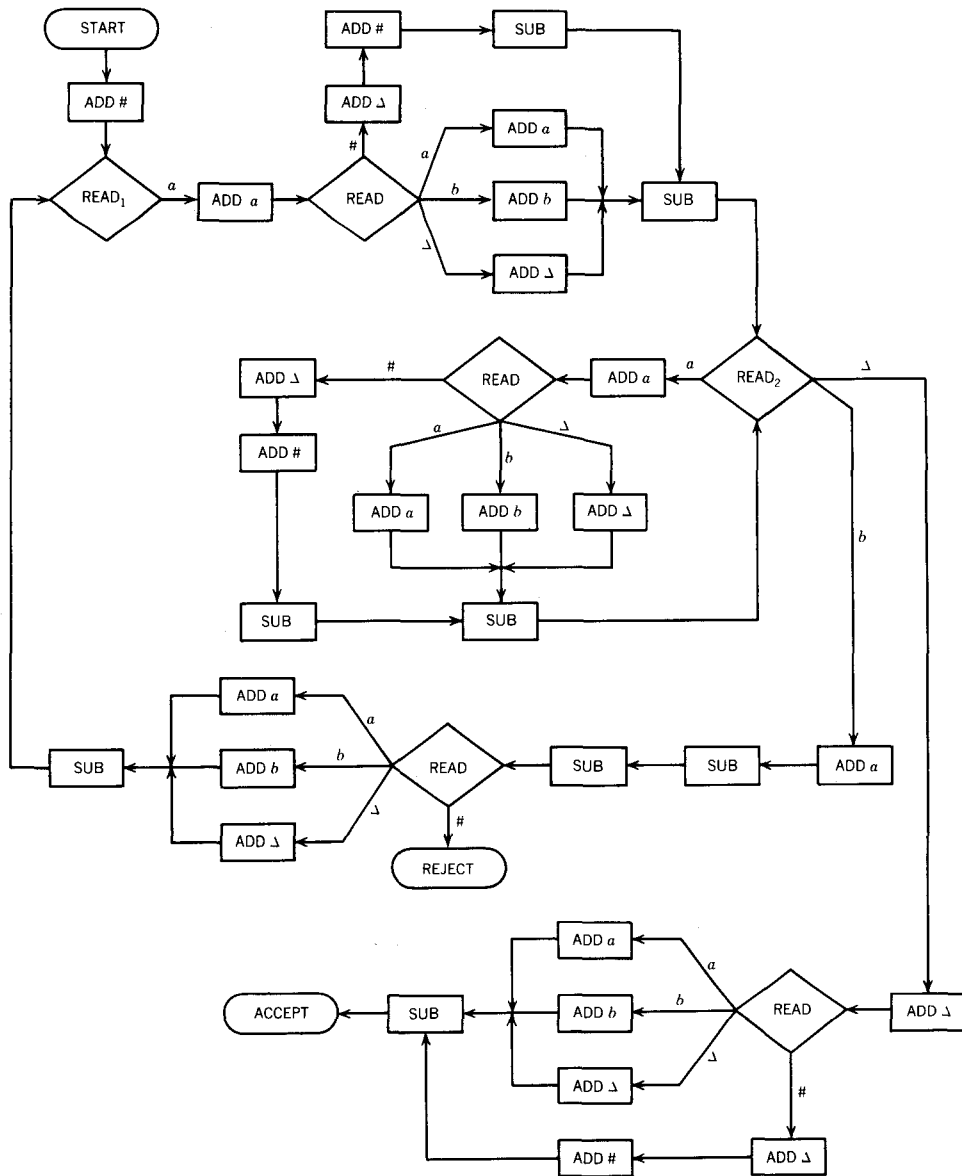 START
ADD #
SUB
ADD #
ADD Δ
ADD a
#
a
READ₁
a
ADD a
READ
b
ADD b
SUB
Δ
ADD Δ
ADD Δ
#
READ
ADD a
a
READ₂
Δ
a
Δ
ADD #
b
ADD a
ADD b
ADD Δ
b
SUB
SUB
ADD a
a
SUB
ADD b
b
READ
SUB
SUB
ADD a
Δ
#
ADD Δ
REJECT
ADD a
a
b
ACCEPT
SUB
ADD b
READ
ADD Δ
Δ
ADD Δ
#
ADD #
ADD Δ